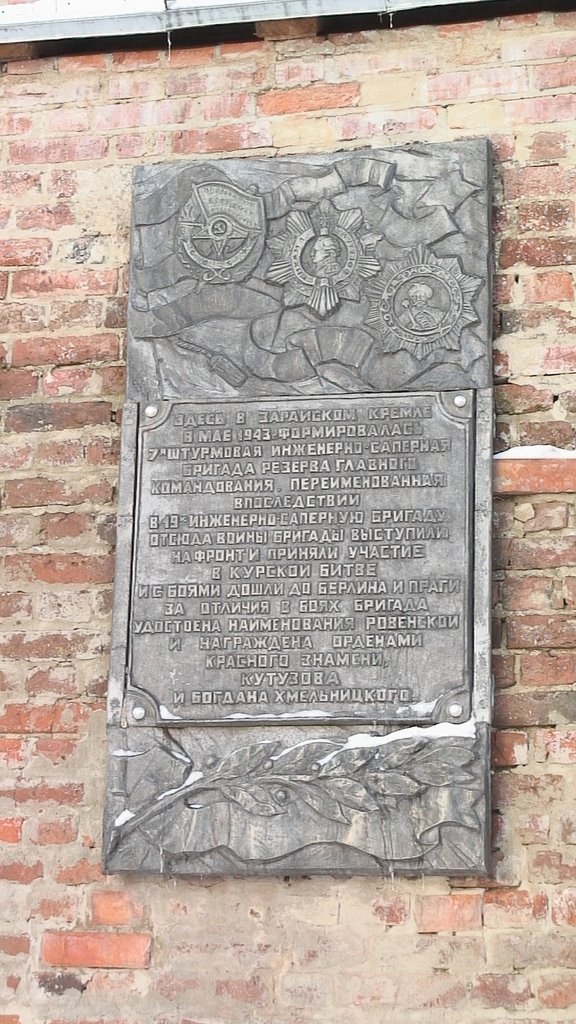 ЗДЕСЬ В ЗАРАЙСКОМ КРЕМЛЕ
В МАЕ 1943 ФОРМИРОВАЛАСЬ
7Я ШТУРМОВАЯ ИНЖЕНЕРНО-САПЕРНАЯ
БРИГАДА РЕЗЕРВА ГЛАВНОГО
КОМАНДОВАНИЯ, ПЕРЕИМЕНОВАННАЯ
ВПОСЛЕДСТВИИ
В 19Ю ИНЖЕНЕРНО-САПЕРНУЮ БРИГАДУ.
ОТСЮДА ВОИНЫ БРИГАДЫ ВЫСТУПИЛИ
НА ФРОНТ И ПРИНЯЛИ УЧАСТИЕ
В КУРСКОЙ БИТВЕ
И С БОЯМИ ДОШЛИ ДО БЕРЛИНА И ПРАГИ
ЗА ОТЛИЧИЯ В БОЯХ БРИГАДА
УДОСТОЕНА НАИМЕНОВАНИЯ РОВЕНСКОЙ
И НАГРАЖДЕНА ОРДЕНАМИ
КРАСНОГО ЗНАМЕНИ,
КУТУЗОВА
И БОГДАНА ХМЕЛЬНИЦКОГО.